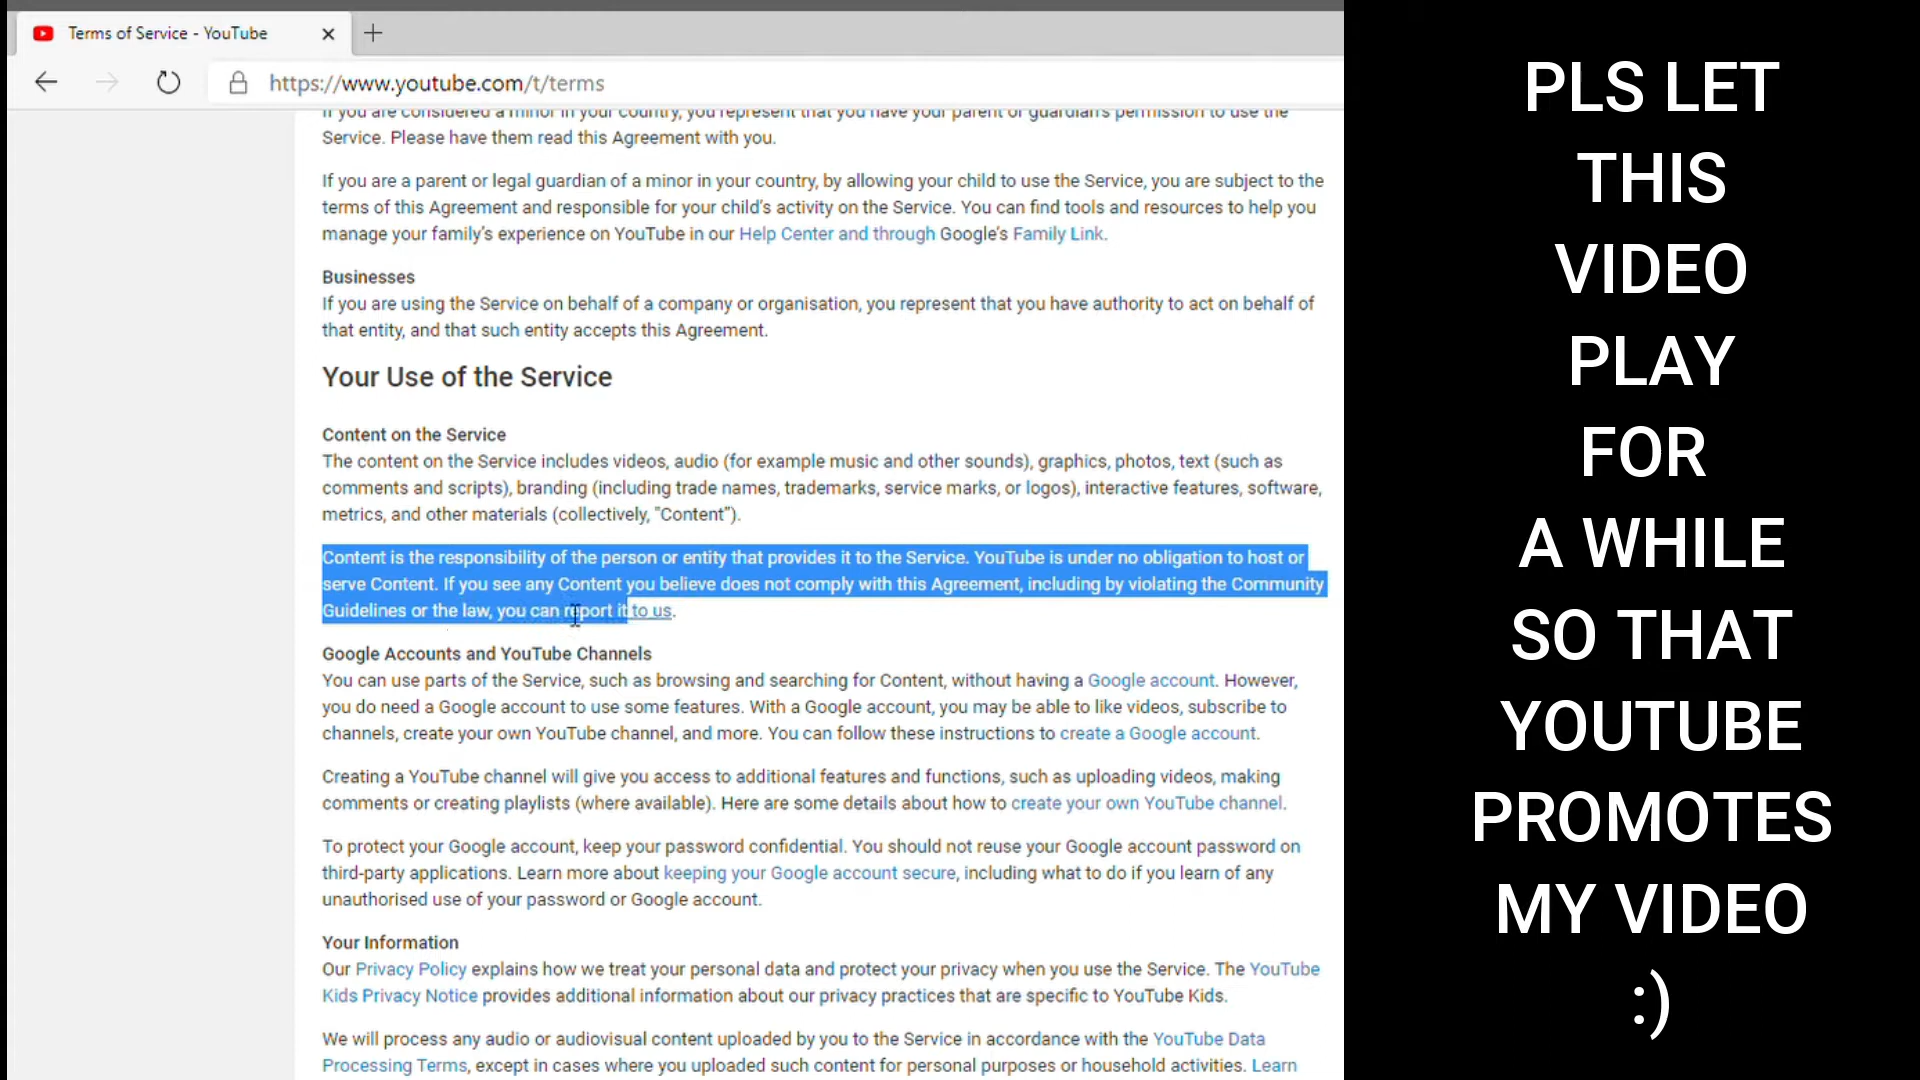 Terms of Service - YouTube
https://www.youtube.com/t/terms
If you are considered a minor in your country, you represent that you have your parent or guardian's permission to use the
Service. Please have them read this Agreement with you.
If you are a parent or legal guardian of a minor in your country, by allowing your child to use the Service, you are subject to the
terms of this Agreement and responsible for your child's activity on the Service. You can find tools and resources to help you
manage your family's experience on YouTube in our Help Center and through Google's Family Link.
Businesses
If you are using the Service on behalf of a company or organisation, you represent that you have authority to act on behalf of
that entity, and that such entity accepts this Agreement.
Your Use of the Service
Content on the Service
The content on the Service includes videos, audio (for example music and other sounds), graphics, photos, text (such as
comments and scripts), branding (including trade names, trademarks, service marks, or logos), interactive features, software,
metrics, and other materials (collectively, "Content").
Content is the responsibility of the person or entity that provides it to the Service. YouTube is under no obligation to host or
serve Content. If you see any Content you believe does not comply with this Agreement, including by violating the Community
Guidelines or the law, you can report it to us.
Google Accounts and YouTube Channels
You can use parts of the Service, such as browsing and searching for Content, without having a Google account. However,
you do need a Google account to use some features. With a Google account, you may be able to like videos, subscribe to
channels, create your own YouTube channel, and more. You can follow these instructions to create a Google account.
Creating a YouTube channel will give you access to additional features and functions, such as uploading videos, making
comments or creating playlists (where available). Here are some details about how to create your own YouTube channel.
To protect your Google account, keep your password confidential. You should not reuse your Google account password on
third-party applications. Learn more about keeping your Google account secure, including what to do if you learn of any
unauthorised use of your password or Google account.
Your Information
Our Privacy Policy explains how we treat your personal data and protect your privacy when you use the Service. The YouTube
Kids Privacy Notice provides additional information about our privacy practices that are specific to YouTube Kids.
We will process any audio or audiovisual content uploaded by you to the Service in accordance with the YouTube Data
Processing Terms, except in cases where you uploaded such content for personal purposes or household activities. Learn
PLS LET
THIS
VIDEO
PLAY
FOR
A WHILE
SO THAT
YOUTUBE
PROMOTES
MY VIDEO
:)